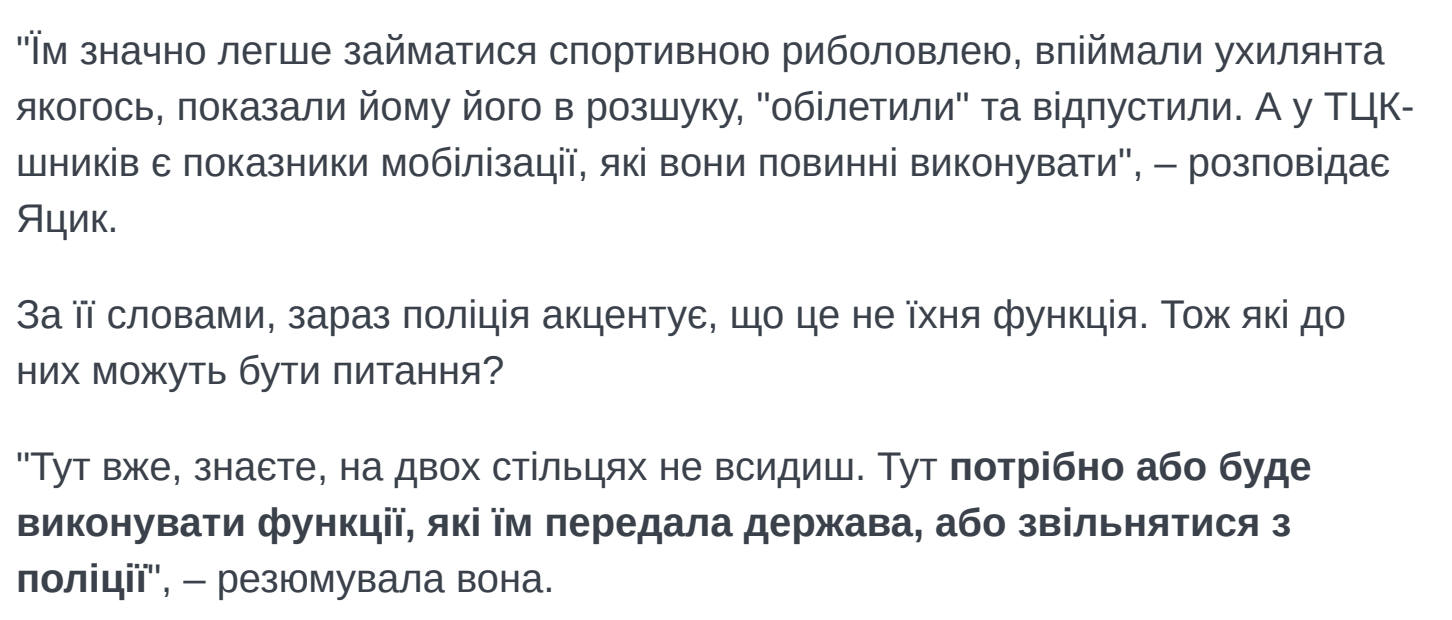 "Їм значно легше займатися спортивною риболовлею, впіймали ухилянта
якогось, показали йому його в розшуку, "обілетили" та відпустили. А у ТЦК-
шників є показники мобілізації, які вони повинні виконувати", – розповідає
Яцик.
За її словами, зараз поліція акцентує, що це не їхня функція. Тож які до
них можуть бути питання?
"Тут вже, знаєте, на двох стільцях не всидиш. Тут потрібно або буде
виконувати функції, які їм передала держава, або звільнятися з
поліції", – резюмувала вона.